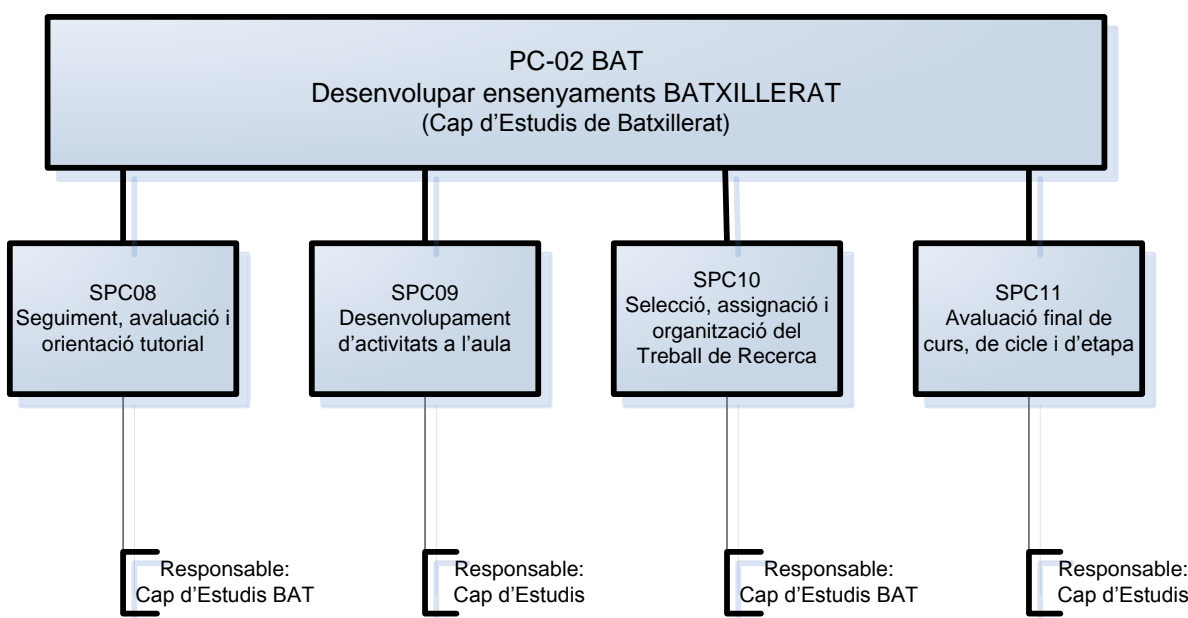 PC-02 BAT
Desenvolupar ensenyaments BATXILLERAT
(Cap d’Estudis de Batxillerat)
SPC08
Seguiment, avaluació i
orientació tutorial
SPC09
Desenvolupament
d’activitats a l’aula
SPC10
Selecció, assignació i
organització del
Treball de Recerca
SPC11
Avaluació final de
curs, de cicle i d’etapa
Responsable:
Cap d’Estudis BAT
Responsable:
Cap d’Estudis
Responsable:
Cap d’Estudis BAT
Responsable:
Cap d’Estudis